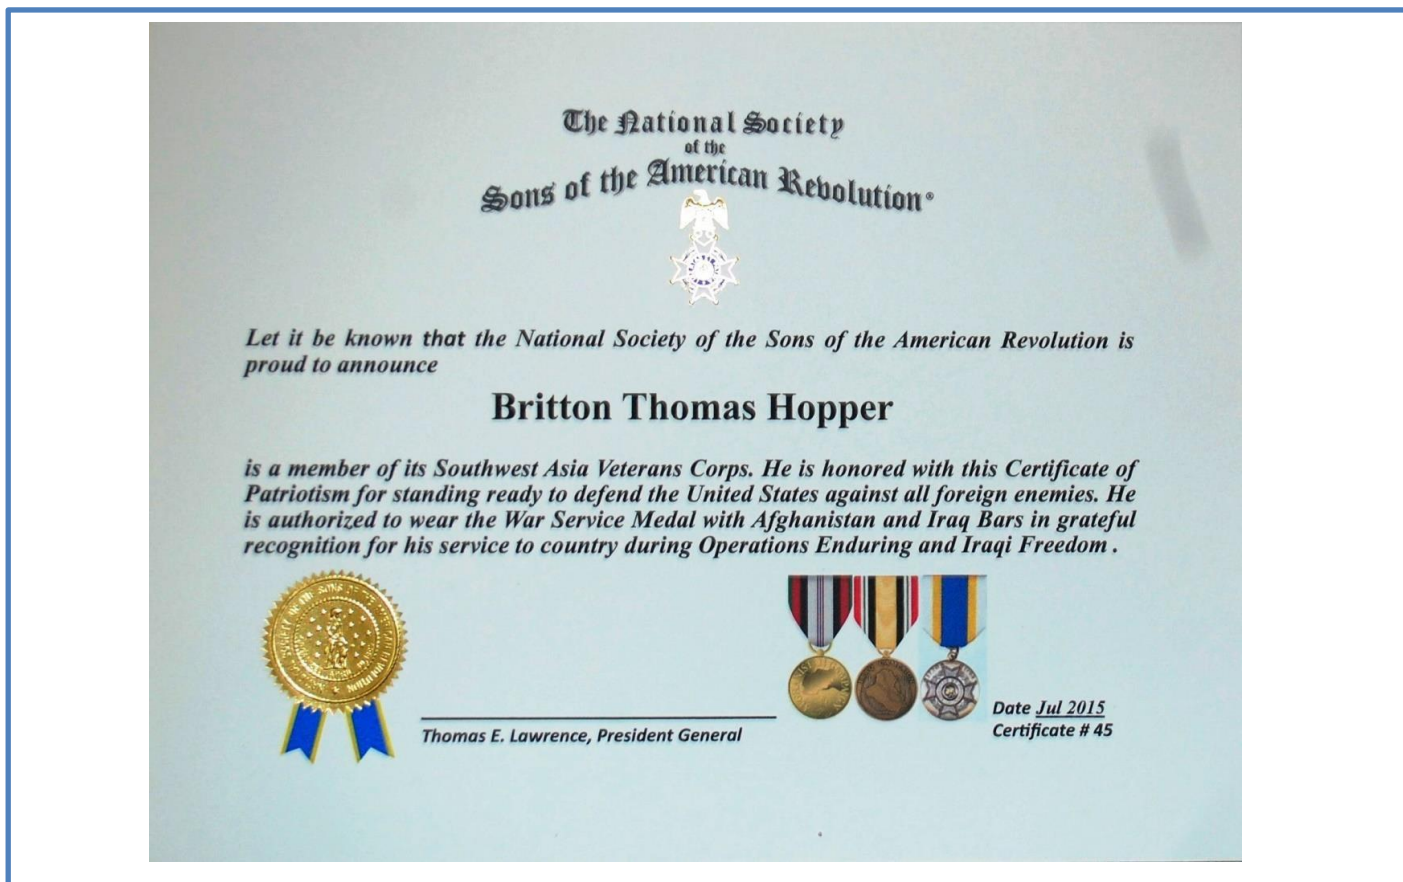 The National Society
of the
Sons of the American Revolution®
Let it be known that the National Society of the Sons of the American Revolution is
proud to announce
Britton Thomas Hopper
is a member of its Southwest Asia Veterans Corps. He is honored with this Certificate of
Patriotism for standing ready to defend the United States against all foreign enemies. He
is authorized to wear the War Service Medal with Afghanistan and Iraq Bars in grateful
recognition for his service to country during Operations Enduring and Iraqi Freedom .
Thomas E. Lawrence, President General
Date Jul 2015
Certificate # 45